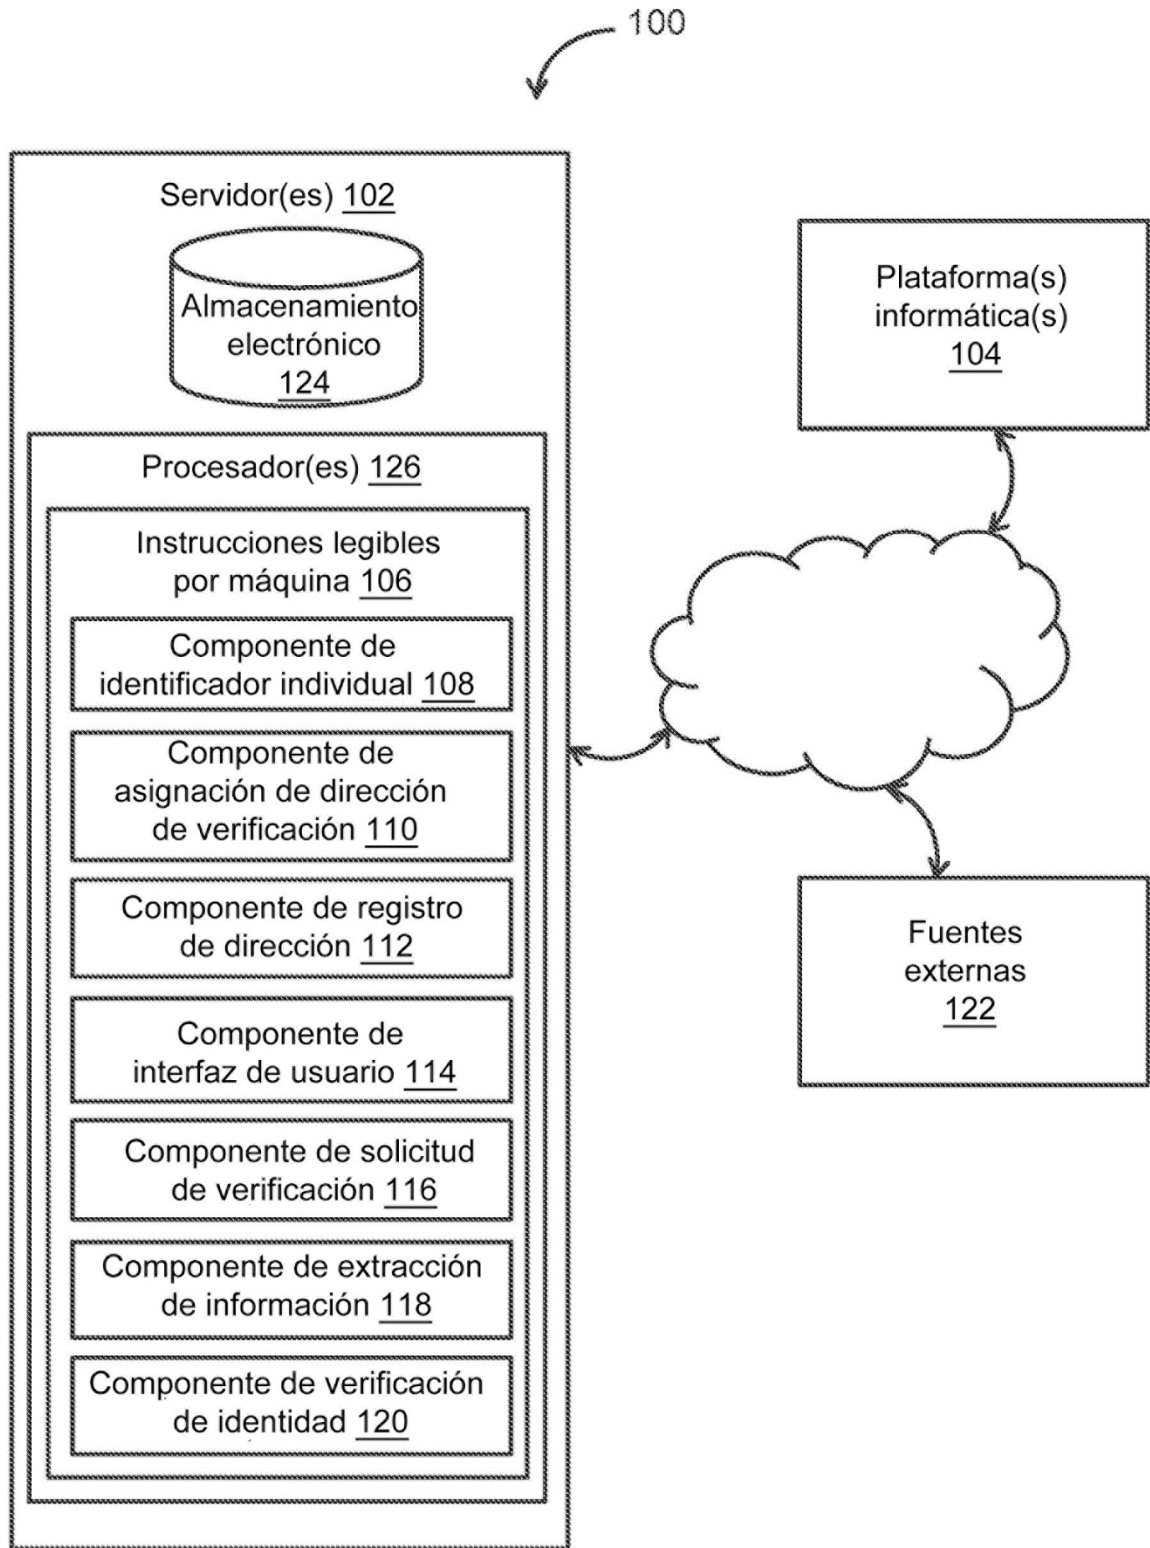 100
Servidor(es) 102
Almacenamiento
electrónico
124
Procesador(es) 126
Instrucciones legibles
por máquina 106
Componente de
identificador individual 108
Componente de
asignación de dirección
de verificación 110
Componente de registro
de dirección 112
Componente de
interfaz de usuario 114
Componente de solicitud
de verificación 116
Componente de extracción
de información 118
Componente de verificación
de identidad 120
Plataforma(s)
informática(s)
104
Fuentes
externas
122